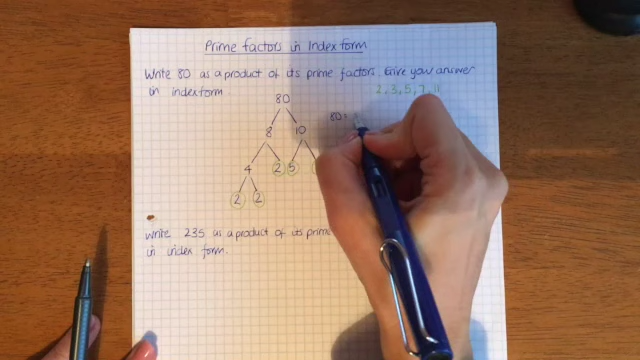 Prime factors in Index form
Write 80 as a product of its prime factors. Give your answer
in index form.
2, 3, 5, 7, 11
80
80 =
8 10
4 2 5
2 2
Write 235 as a product of its prime
in index form.